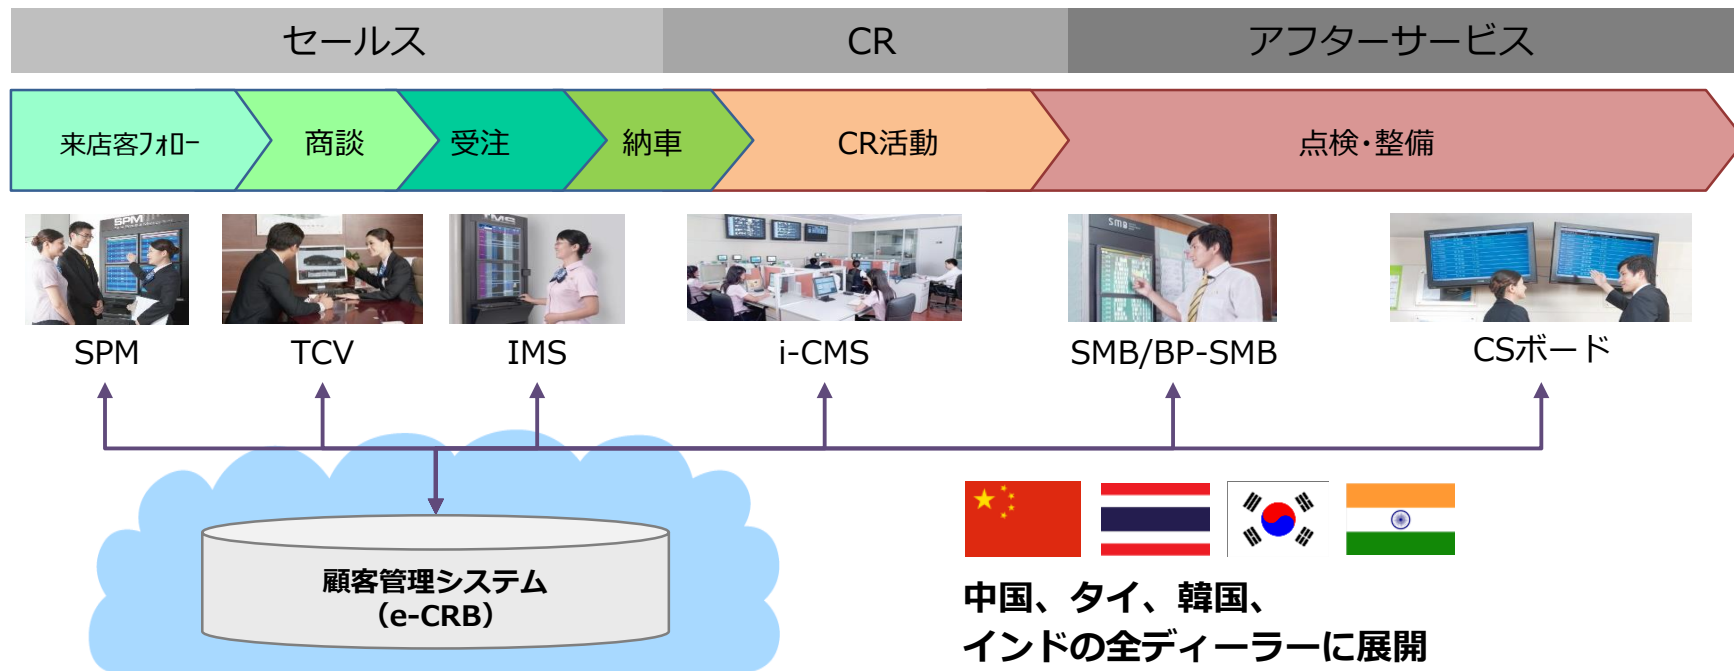 セールス
CR
アフターサービス
来店客ﾌｫﾛｰ
商談
受注
納車
CR活動
点検・整備
SPM
IMS
SMB
SPM
TCV
IMS
i-CMS
SMB/BP-SMB
CSボード
顧客管理システム
（e-CRB）
中国、タイ、韓国、
インドの全ディーラーに展開